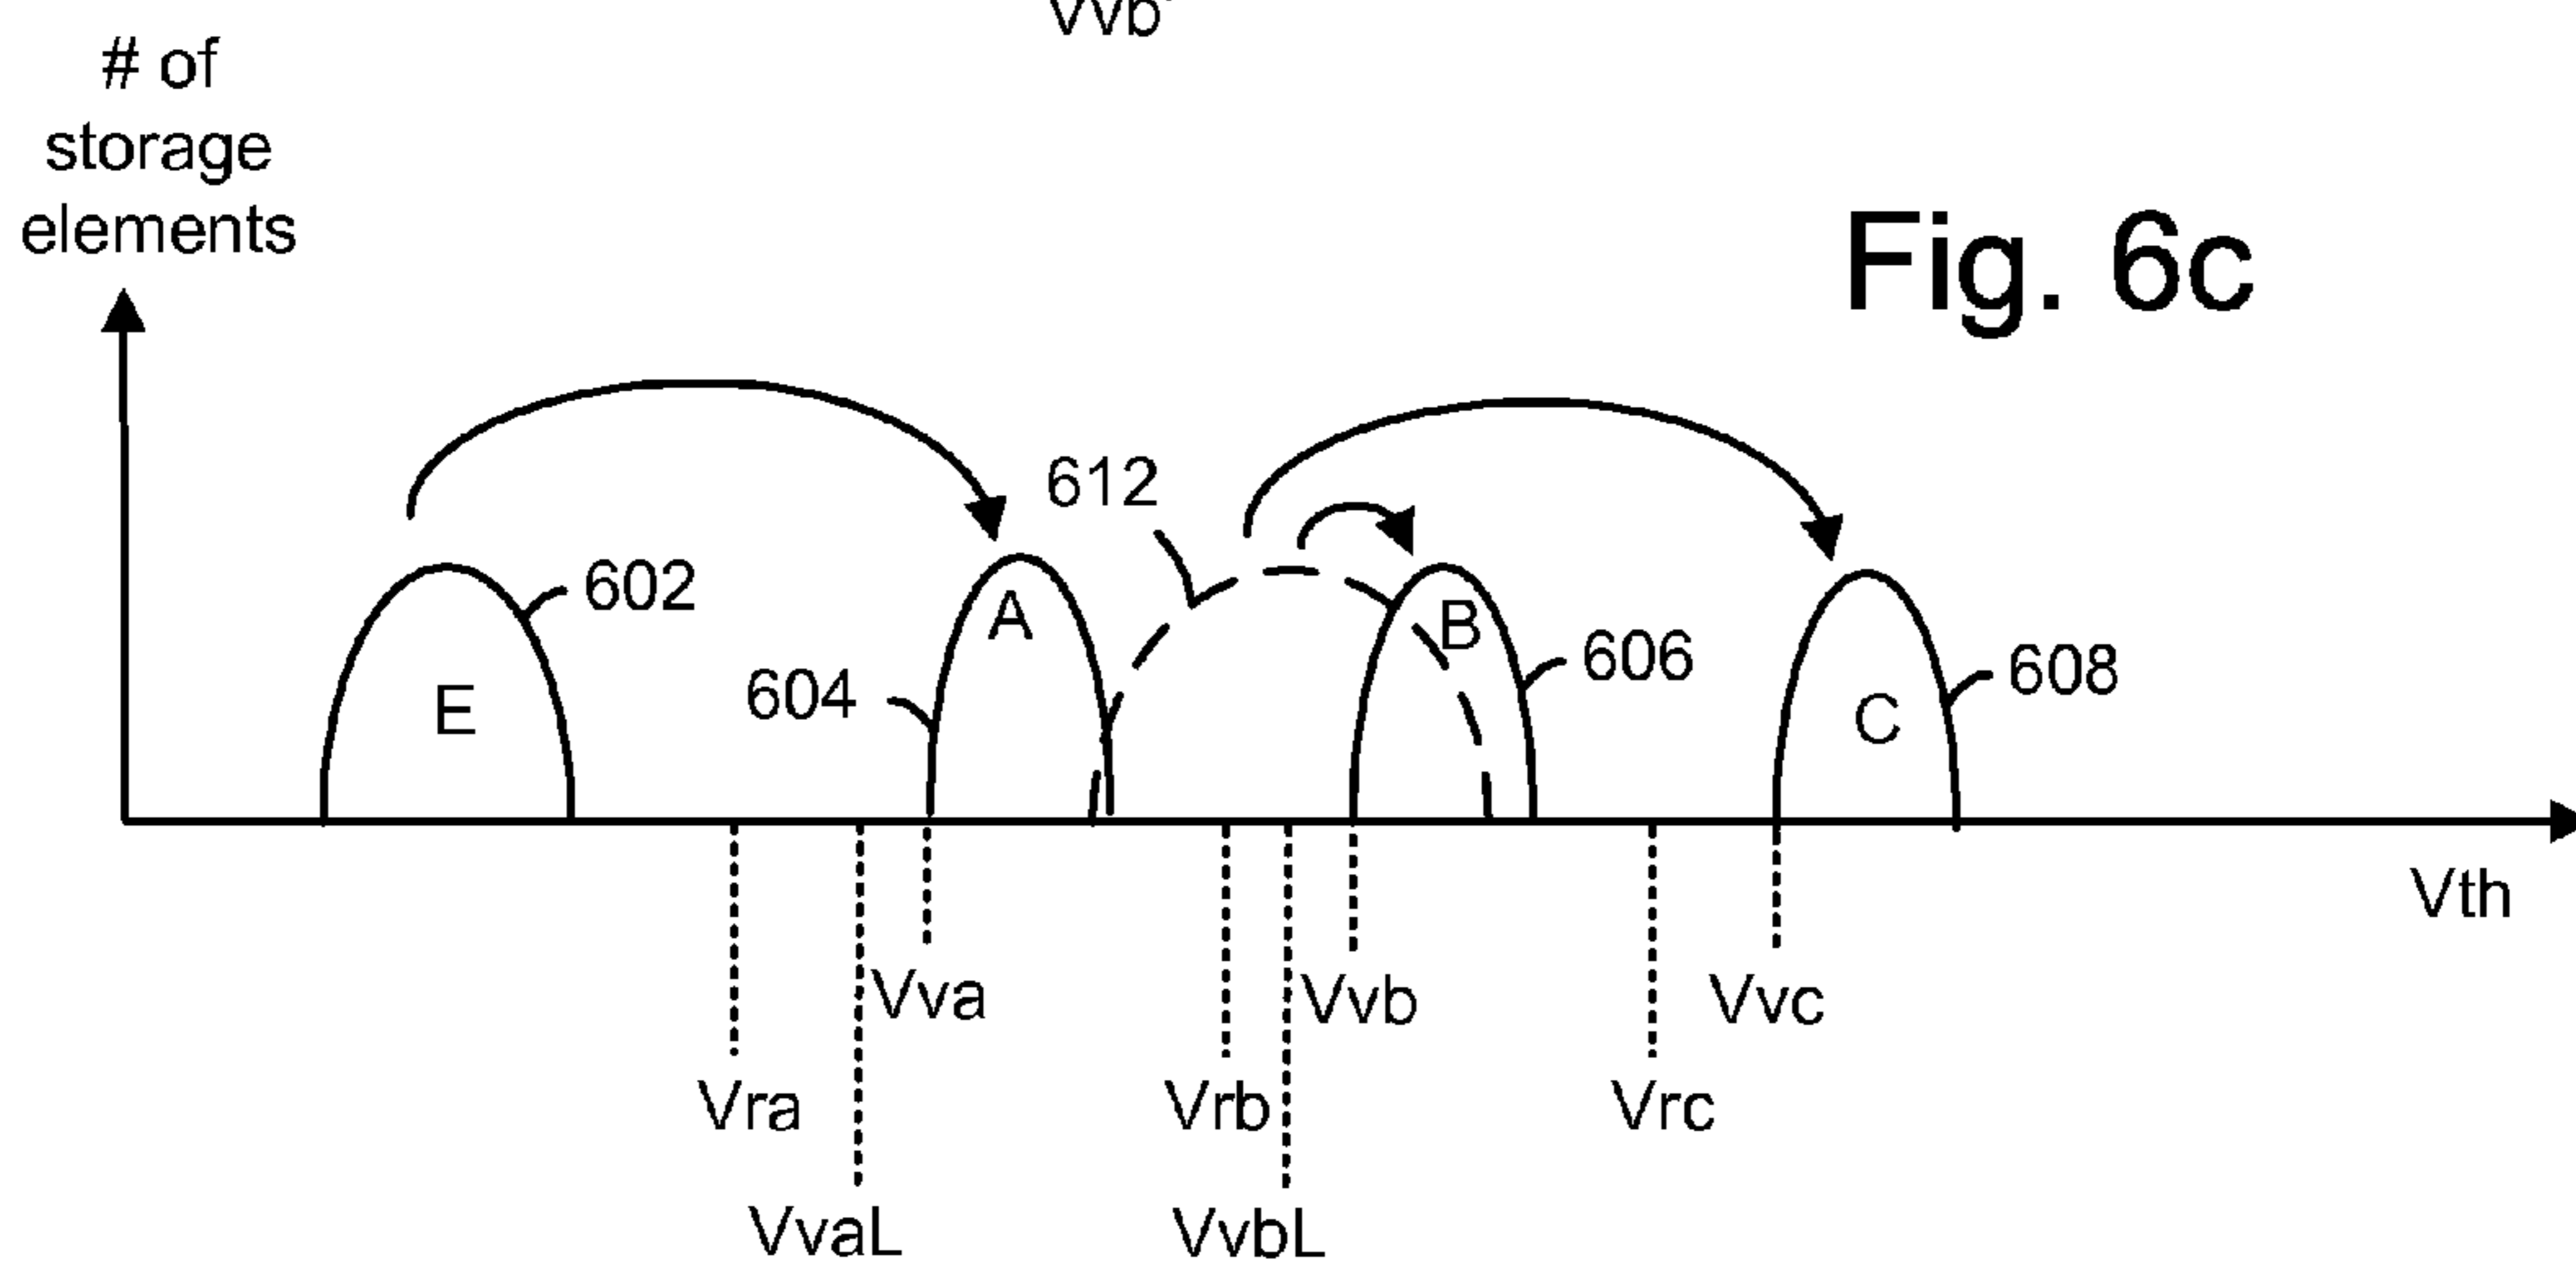 Vvb'
# of
storage
elements
Fig. 6c
612
602
A
B
606
604
608
E
C
Vth
Vva
Vvb
Vvc
Vra
Vrb
Vrc
VvaL
VvbL